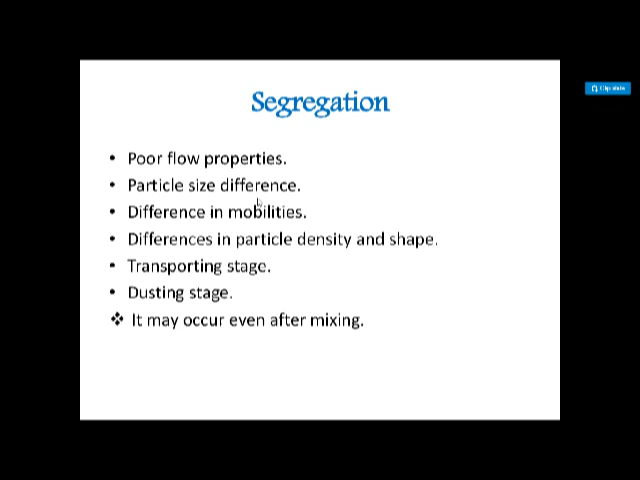 Segregation
• Poor flow properties.
• Particle size difference.
• Difference in mobilities.
• Differences in particle density and shape.
• Transporting stage.
• Dusting stage.
❖ It may occur even after mixing.